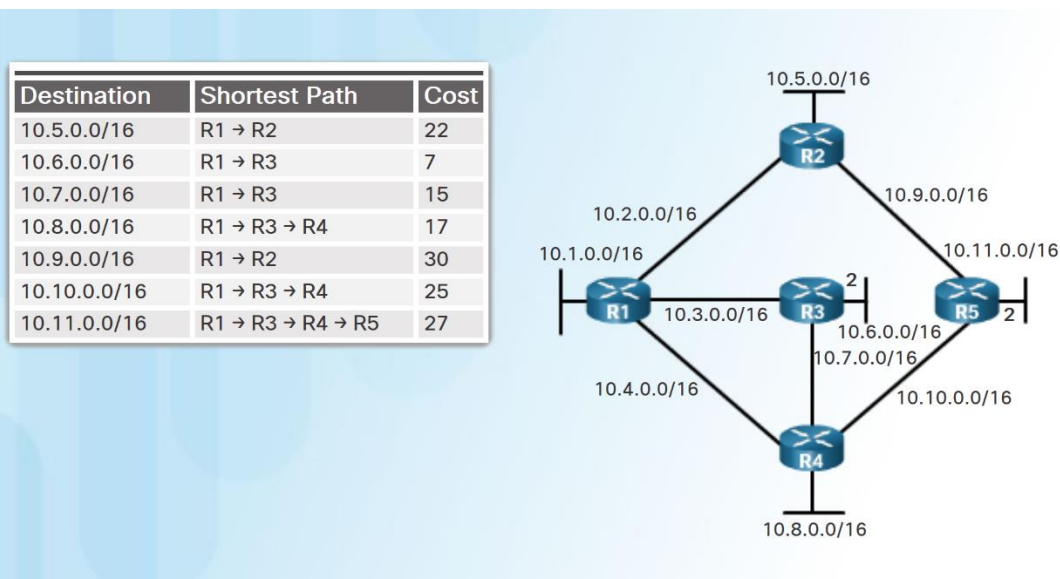 Destination Shortest Path Cost
10.5.0.0/16 R1 → R2 22
10.6.0.0/16 R1 → R3 7
10.7.0.0/16 R1 → R3 15
10.8.0.0/16 R1 → R3 → R4 17
10.9.0.0/16 R1 → R2 30
10.10.0.0/16 R1 → R3 → R4 25
10.11.0.0/16 R1 → R3 → R4 → R5 27
10.5.0.0/16
R2
10.2.0.0/16
10.9.0.0/16
10.1.0.0/16
10.11.0.0/16
R1
10.3.0.0/16
R3
2
10.6.0.0/16
R5
2
10.7.0.0/16
10.4.0.0/16
10.10.0.0/16
R4
10.8.0.0/16